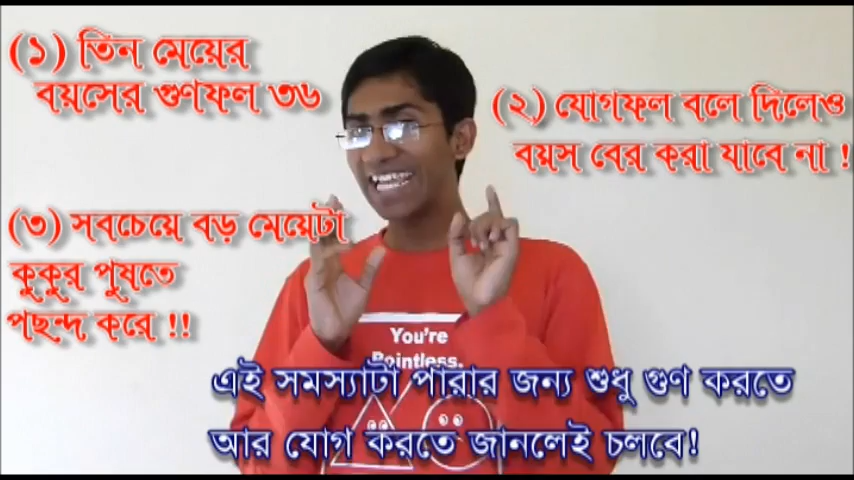 (১) তিন মেয়ের
বয়সের গুণফল ৩৬
(২) যোগফল বলে দিলেও
বয়স বের করা যাবে না !
(৩) সবচেয়ে বড় মেয়েটা
কুকুর পুষতে
পছন্দ করে !!
You're
Pointless.
এই সমস্যাটা পারার জন্য শুধু গুণ করতে
আর যোগ করতে জানলেই চলবে!